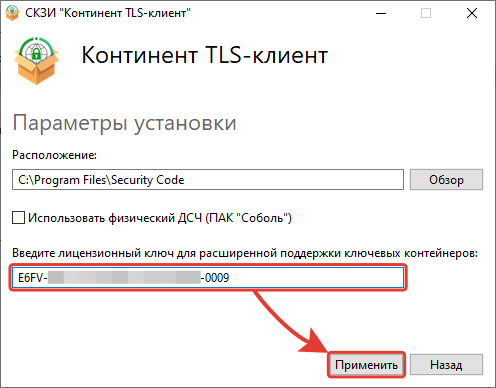 СКЗИ "Континент TLS-клиент"
Континент TLS-клиент
Параметры установки
Расположение:
C:\Program Files\Security Code Обзор
Использовать физический ДСЧ (ПАК "Соболь")
Введите лицензионный ключ для расширенной поддержки ключевых контейнеров:
E6FV- -0009
Применить Назад